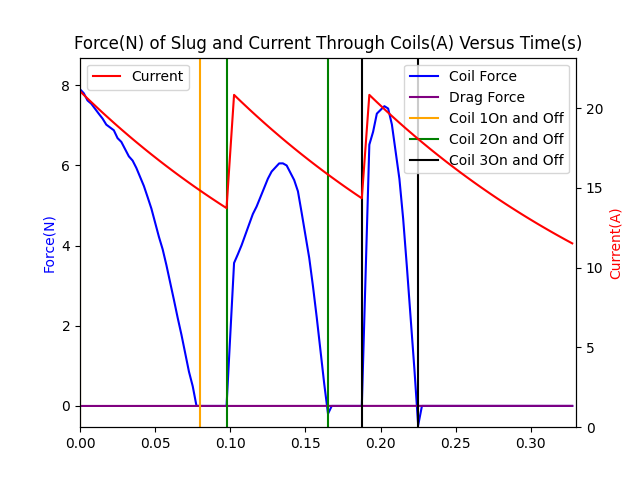 Force(N) of Slug and Current Through Coils(A) Versus Time(s)
Current
Coil Force
Drag Force
Coil 1On and Off
Coil 2On and Off
Coil 3On and Off
8
6
4
2
0
Force(N)
20
15
10
5
0
Current(A)
0.00 0.05 0.10 0.15 0.20 0.25 0.30